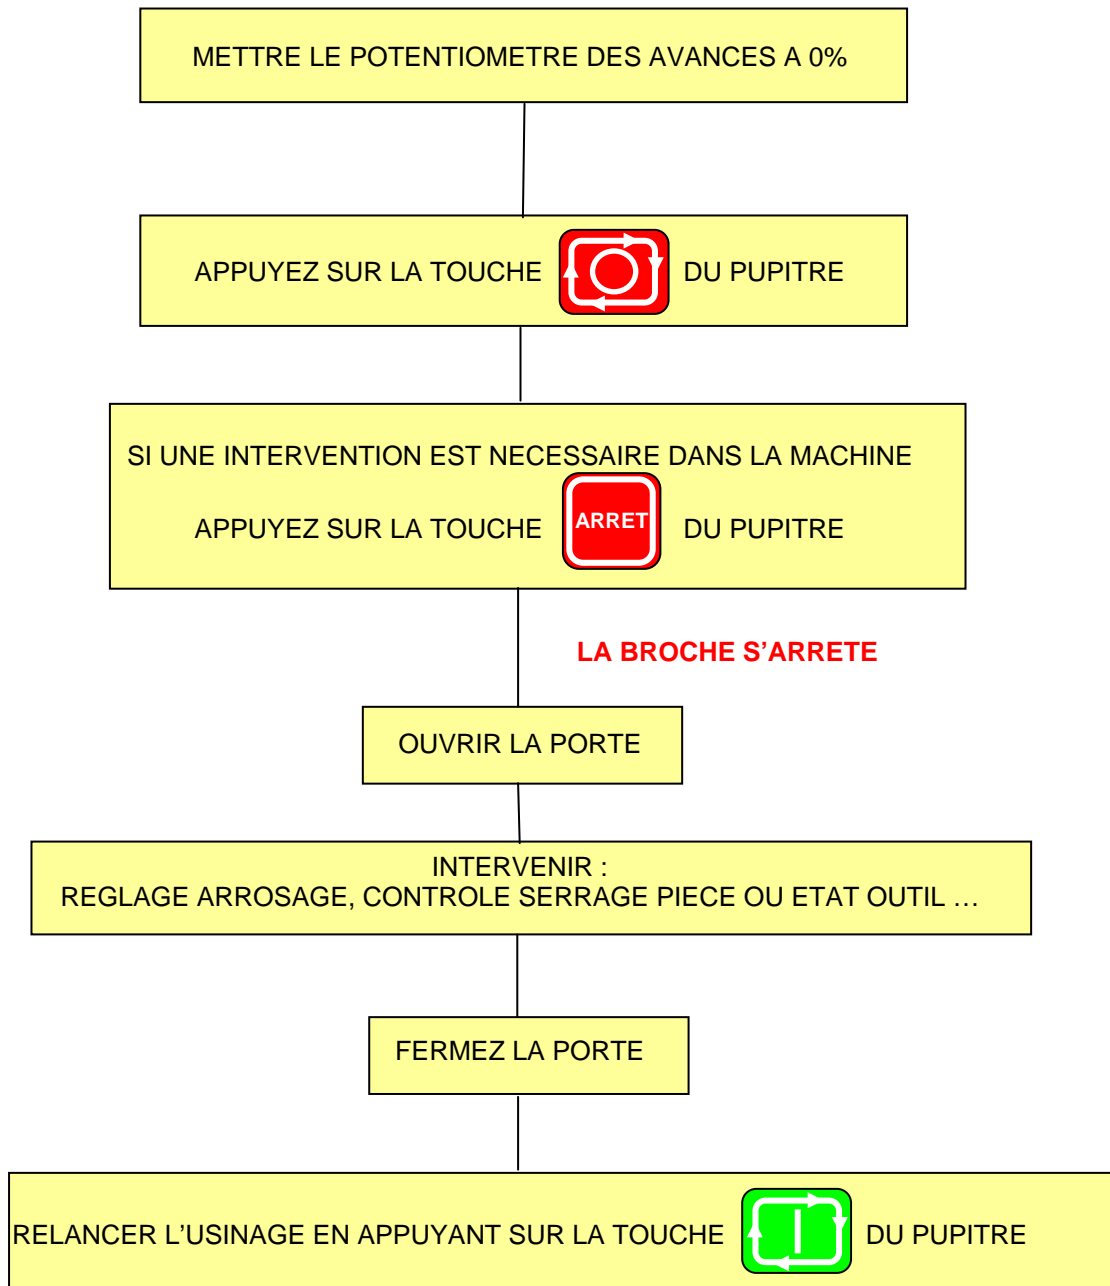 METTRE LE POTENTIOMETRE DES AVANCES A 0%
APPUYEZ SUR LA TOUCHE DU PUPITRE
SI UNE INTERVENTION EST NECESSAIRE DANS LA MACHINE
APPUYEZ SUR LA TOUCHE ARRET DU PUPITRE
LA BROCHE S’ARRETE
OUVRIR LA PORTE
INTERVENIR :
REGLAGE ARROSAGE, CONTROLE SERRAGE PIECE OU ETAT OUTIL …
FERMEZ LA PORTE
RELANCER L’USINAGE EN APPUYANT SUR LA TOUCHE DU PUPITRE